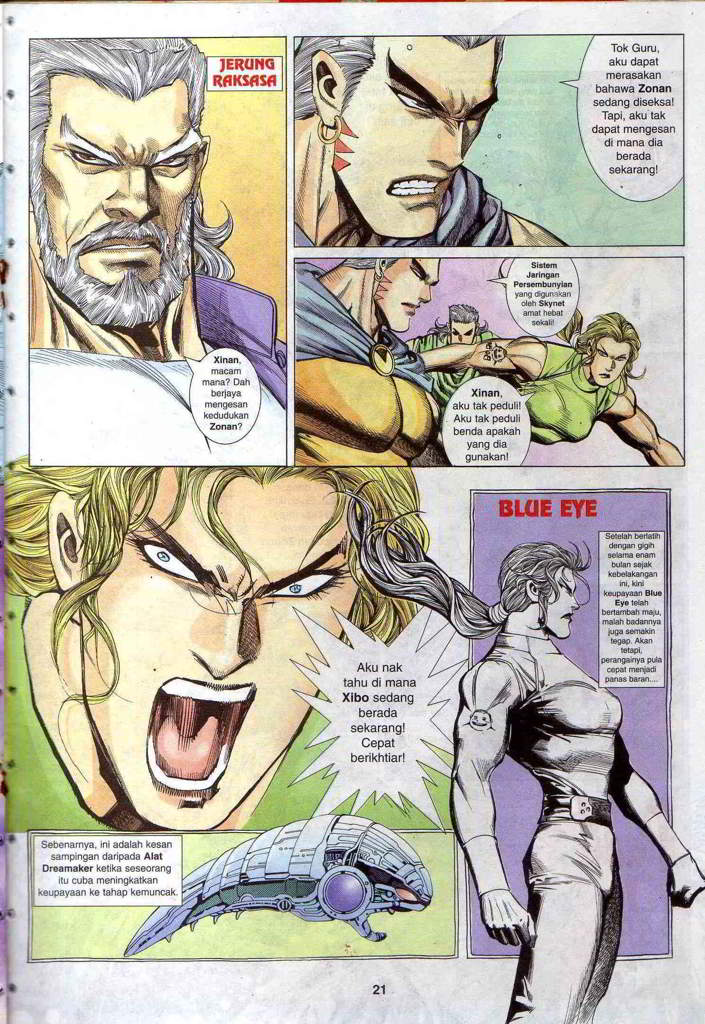 JERUNG
RAKSASA
Xinan,
macam
mana? Dah
berjaya
mengesan
kedudukan
Zonan?
Tok Guru,
aku dapat
merasakan
bahawa Zonan
sedang diseksa!
Tapi, aku tak
dapat mengesan
di mana dia
berada
sekarang!
Sistem
Jaringan
Persembunyian
yang digunakan
oleh Skynet
amat hebat
sekali!
Xinan,
aku tak peduli!
Aku tak peduli
benda apakah
yang dia
gunakan!
Aku nak
tahu di mana
Xibo sedang
berada
sekarang!
Cepat
berikhtiar!
BLUE EYE
Setelah berlatih
dengan gigih
selama enam
bulan sejak
kebelakangan
ini, kini
keupayaan Blue
Eye telah
bertambah maju,
malah badannya
juga semakin
tegap. Akan
tetapi,
perangainya pula
cepat menjadi
panas baran....
Sebenarnya, ini adalah kesan
sampingan daripada Alat
Dreamaker ketika seseorang
itu cuba meningkatkan
keupayaan ke tahap kemuncak.
21